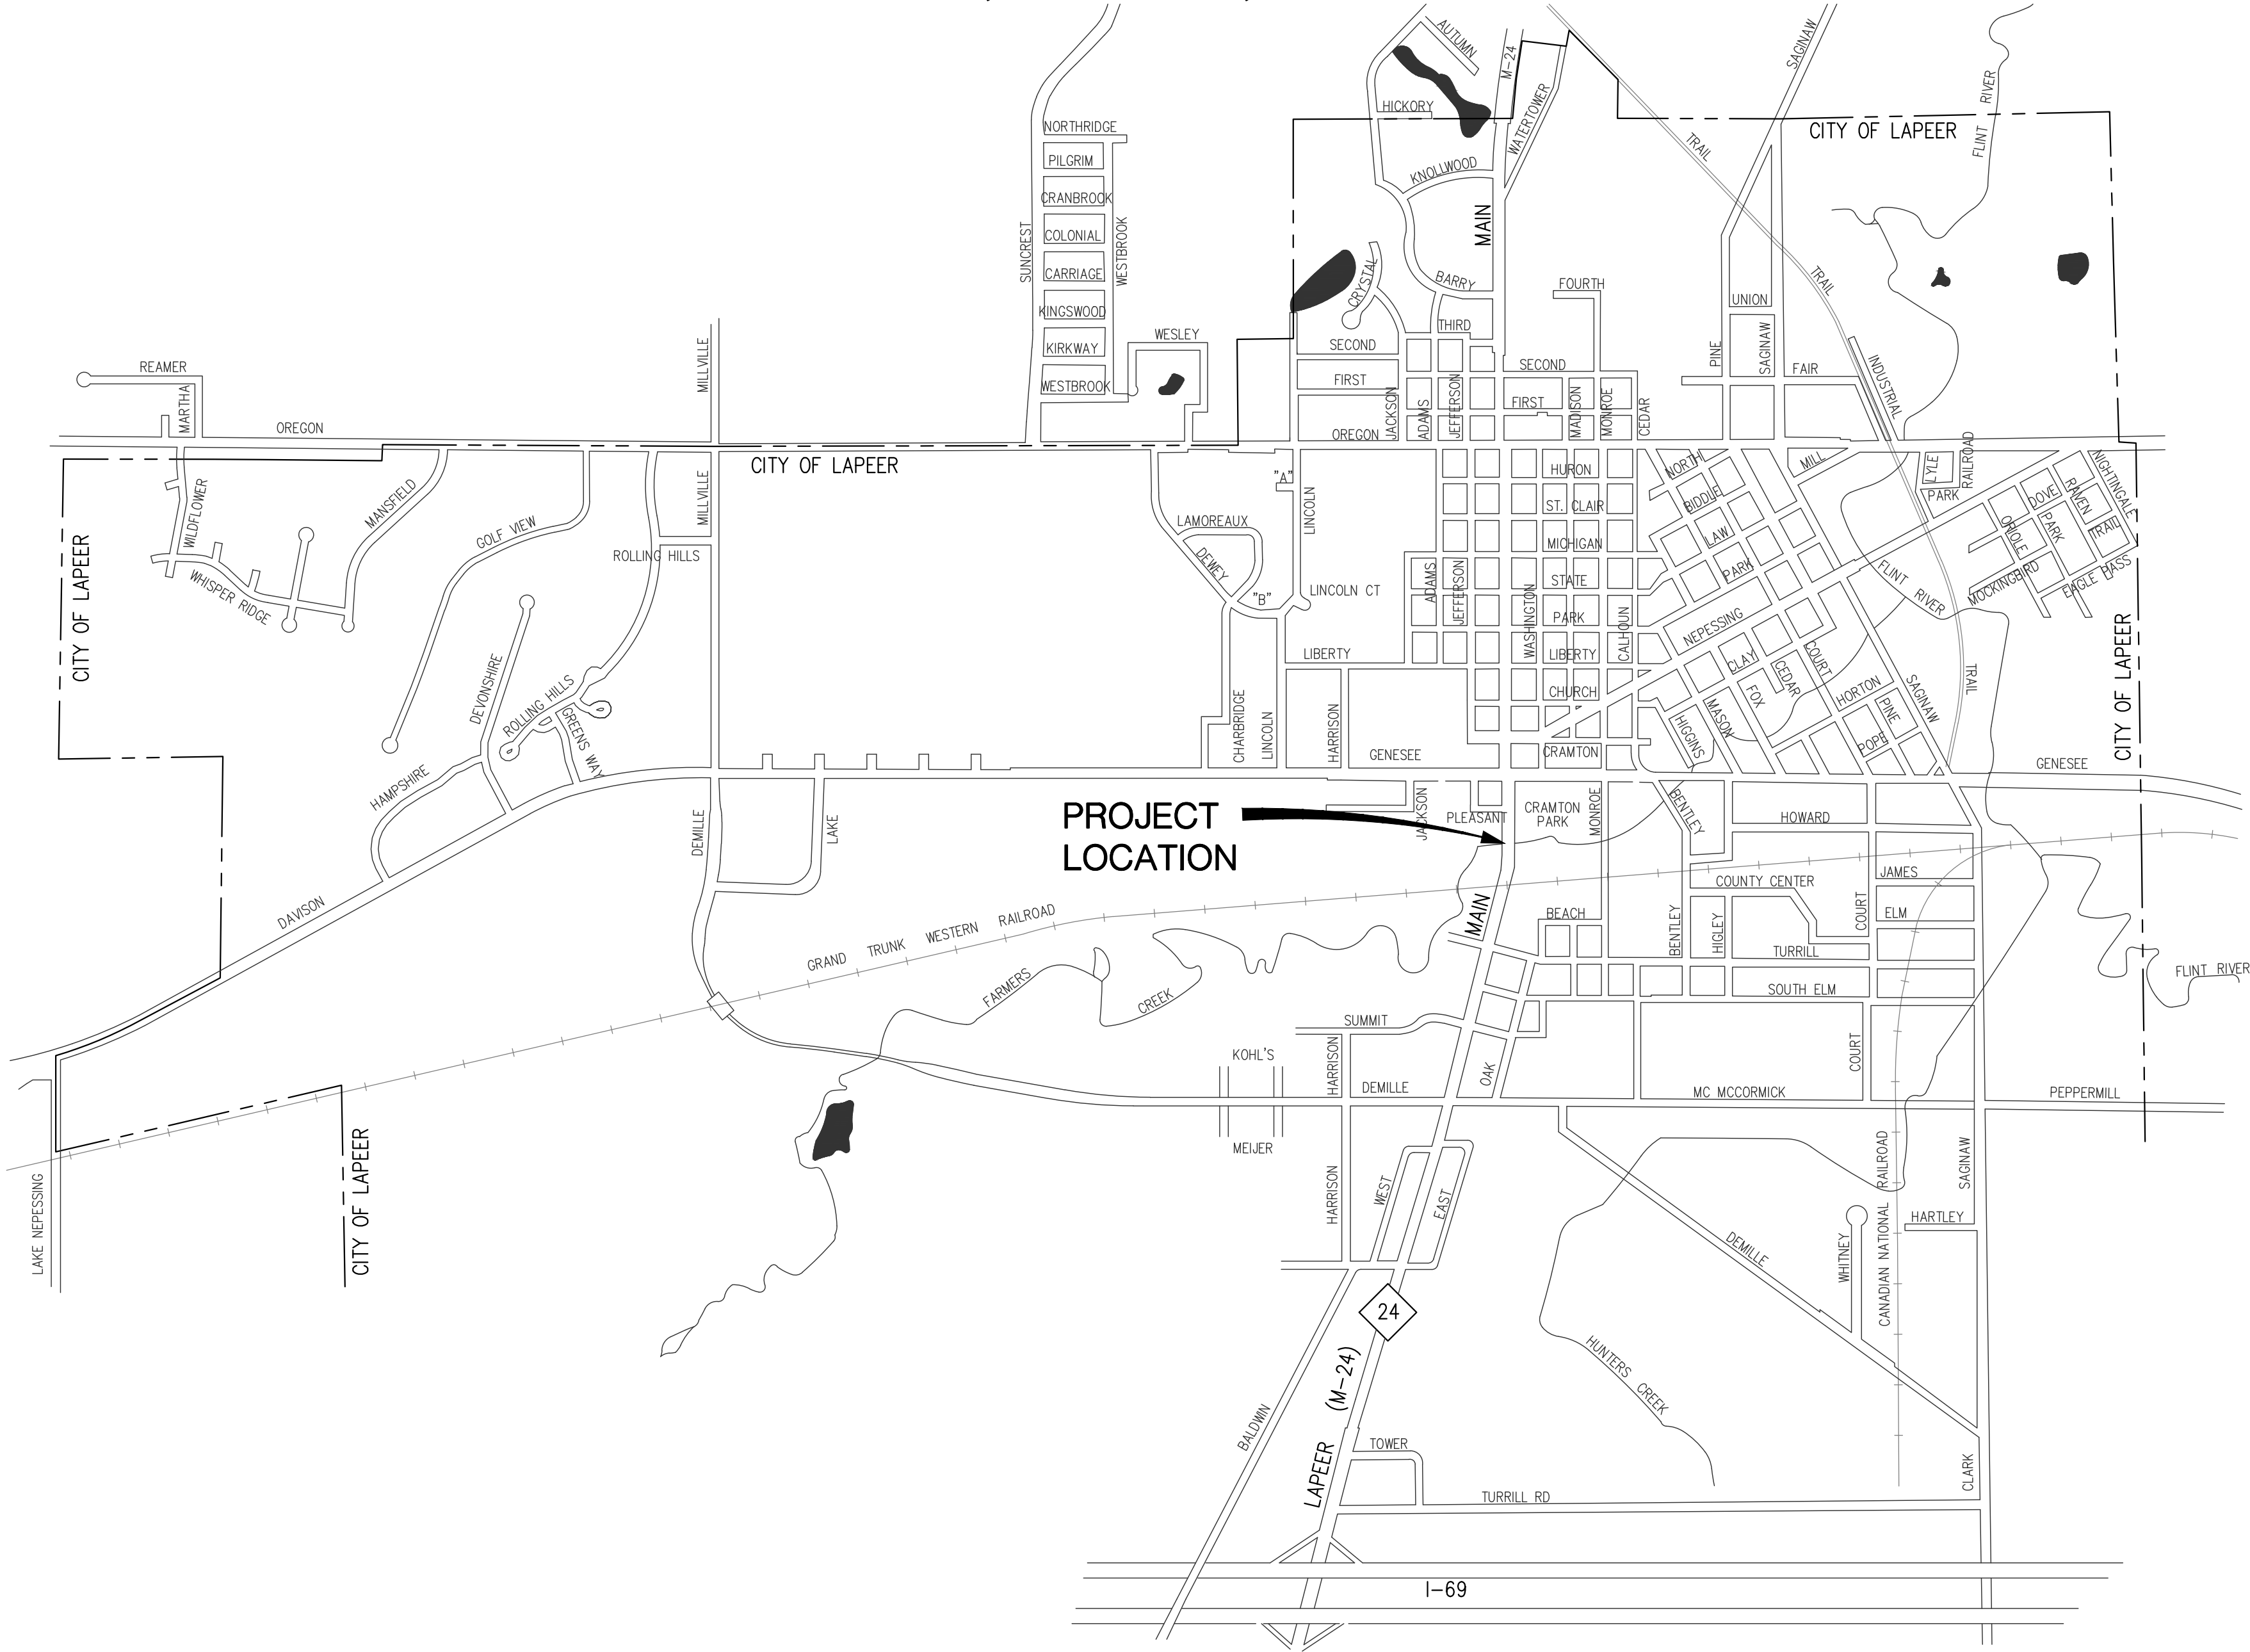 AUTUMN
M-24
SAGINAW
FLINT RIVER
HICKORY
WATERTOWER
CITY OF LAPEER
NORTHRIDGE
TRAIL
PILGRIM
KNOLLWOOD
CRANBROOK
MAIN
COLONIAL
SUNCREST
WESTBROOK
CARRIAGE
CRYSTAL
BARRY
FOURTH
TRAIL
KINGSWOOD
UNION
THIRD
WESLEY
KIRKWAY
SECOND
MILLVILLE
PINE
SAGINAW
REAMER
SECOND
FAIR
INDUSTRIAL
WESTBROOK
FIRST
MARTHA
JACKSON
ADAMS
JEFFERSON
FIRST
MADISON
MONROE
CEDAR
OREGON
OREGON
RAILROAD
CITY OF LAPEER
"A"
HURON
NORTH
MILL
LYLE
NIGHTINGALE
WILDFLOWER
MANSFIELD
MILLVILLE
LINCOLN
ST. CLAIR
BIDDLE
PARK
DOVE
RAVEN
GOLF VIEW
LAMOREAUX
MICHIGAN
LAW
ORIOLE
PARK
TRAIL
CITY OF LAPEER
ROLLING HILLS
DEWEY
ADAMS
JEFFERSON
STATE
PARK
FLINT RIVER
MOCKINGBIRD
EAGLE PASS
WHISPER RIDGE
"B"
LINCOLN CT
WASHINGTON
PARK
CALHOUN
NEPESSING
LIBERTY
LIBERTY
CLAY
COURT
CITY OF LAPEER
DEVONSHIRE
ROLLING HILLS
CHURCH
FOX
CEDAR
HORTON
SAGINAW
TRAIL
GREENS WAY
CHARBRIDGE
LINCOLN
HARRISON
HIGGINS
MASON
PINE
POPE
GENESEE
CRAMTON
GENESEE
HAMPSHIRE
PROJECT
LOCATION
DEMILLE
LAKE
JACKSON
PLEASANT
CRAMTON
PARK
MONROE
BENTLEY
HOWARD
JAMES
COUNTY CENTER
DAVISON
GRAND TRUNK WESTERN RAILROAD
MAIN
BEACH
BENTLEY
HIGLEY
COURT
ELM
TURRILL
FLINT RIVER
FARMERS
CREEK
SOUTH ELM
SUMMIT
KOHL'S
HARRISON
OAK
COURT
DEMILLE
MC MCCORMICK
PEPPERMILL
CITY OF LAPEER
MEIJER
LAKE NEPESSING
HARRISON
WEST
EAST
CANADIAN NATIONAL RAILROAD
SAGINAW
HARTLEY
DEMILLE
WHITNEY
24
(M-24)
HUNTERS CREEK
BALDWIN
LAPEER
TOWER
CLARK
TURRILL RD
I-69